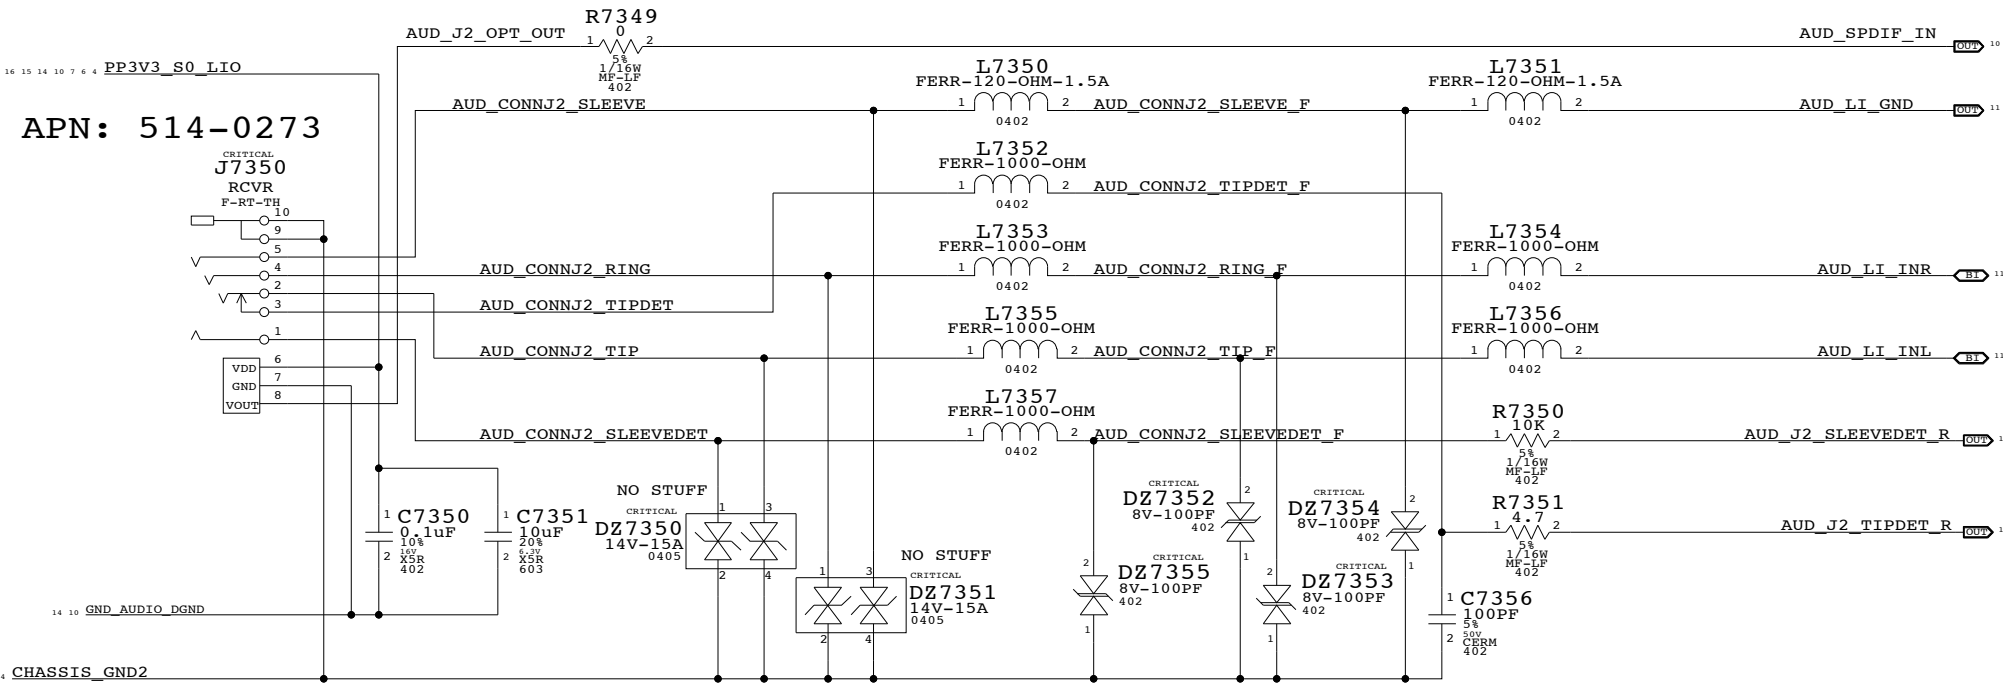 R7349
0
AUD_J2_OPT_OUT
1 2
5%
1/16W
MF-LF
402
AUD_SPDIF_IN
OUT 10
16 15 14 10 7 6 4 PP3V3_S0_LIO
L7350
FERR-120-OHM-1.5A
1 2
0402
L7351
FERR-120-OHM-1.5A
1 2
0402
AUD_CONNJ2_SLEEVE
AUD_CONNJ2_SLEEVE_F
AUD_LI_GND
OUT 11
APN: 514-0273
CRITICAL
J7350
RCVR
F-RT-TH
10
9
5
4
2
3
1
6
7
8
VDD
GND
VOUT
L7352
FERR-1000-OHM
1 2
0402
AUD_CONNJ2_TIPDET_F
L7353
FERR-1000-OHM
1 2
0402
L7354
FERR-1000-OHM
1 2
0402
AUD_CONNJ2_RING
AUD_CONNJ2_RING_F
AUD_LI_INR
BI 11
AUD_CONNJ2_TIPDET
L7355
FERR-1000-OHM
1 2
0402
L7356
FERR-1000-OHM
1 2
0402
AUD_CONNJ2_TIP
AUD_CONNJ2_TIP_F
AUD_LI_INL
BI 11
L7357
FERR-1000-OHM
1 2
0402
AUD_CONNJ2_SLEEVEDET
AUD_CONNJ2_SLEEVEDET_F
R7350
10K
1 2
5%
1/16W
MF-LF
402
AUD_J2_SLEEVEDET_R
OUT 1
R7351
4.7
1 2
5%
1/16W
MF-LF
402
AUD_J2_TIPDET_R
OUT 1
1 C7350
0.1uF
10%
16V
2 X5R
402
1 C7351
10uF
20%
6.3V
2 X5R
603
NO STUFF
CRITICAL
DZ7350
14V-15A
0405
1 3
2 4
NO STUFF
CRITICAL
DZ7351
14V-15A
0405
1 3
2 4
CRITICAL
DZ7352
8V-100PF
402
2
1
CRITICAL
DZ7354
8V-100PF
402
2
1
CRITICAL
DZ7355
8V-100PF
402
2
1
CRITICAL
DZ7353
8V-100PF
402
2
1
1 C7356
100PF
5%
50V
2 CERM
402
14 10 GND_AUDIO_DGND
4 CHASSIS_GND2